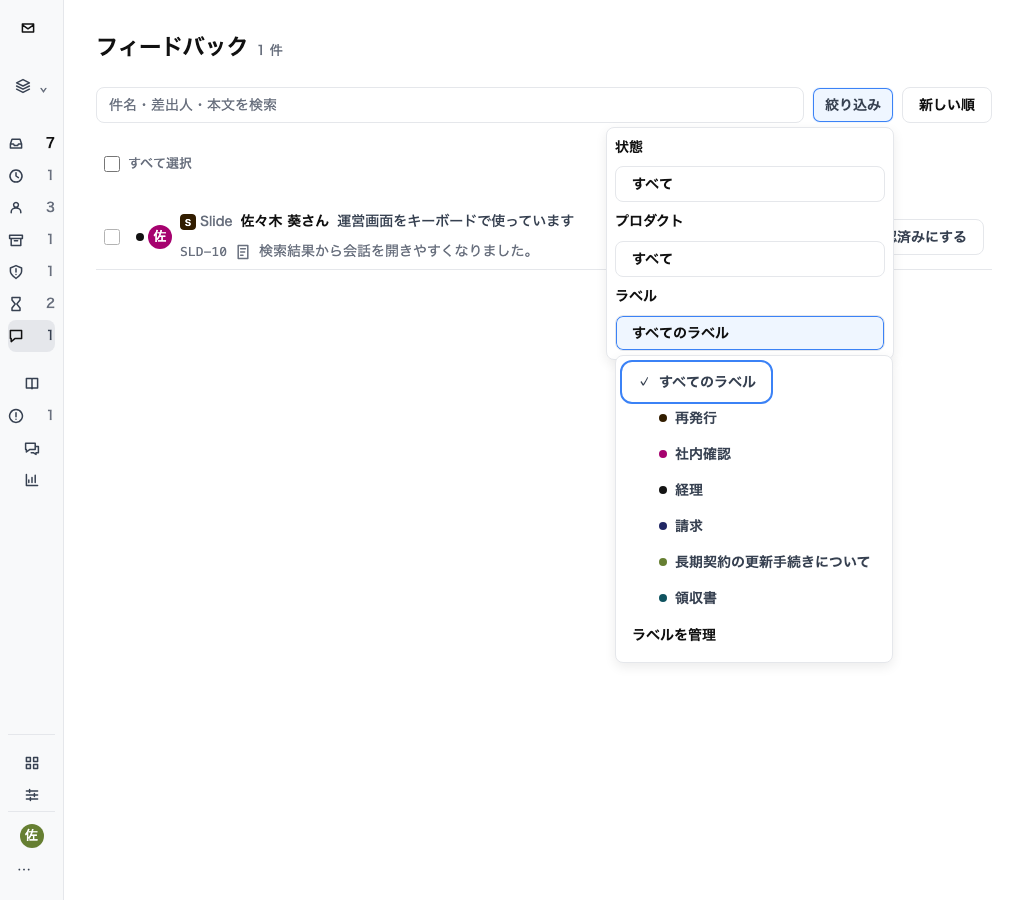 フィードバック 1 件
件名・差出人・本文を検索
絞り込み
新しい順
すべて選択
7
1
3
1
1
2
1
1
S Slide 佐々木 葵さん 運営画面をキーボードで使っています
佐
SLD-10 検索結果から会話を開きやすくなりました。
済みにする
状態
すべて
プロダクト
すべて
ラベル
すべてのラベル
✓ すべてのラベル
再発行
社内確認
経理
請求
長期契約の更新手続きについて
領収書
ラベルを管理
佐
…